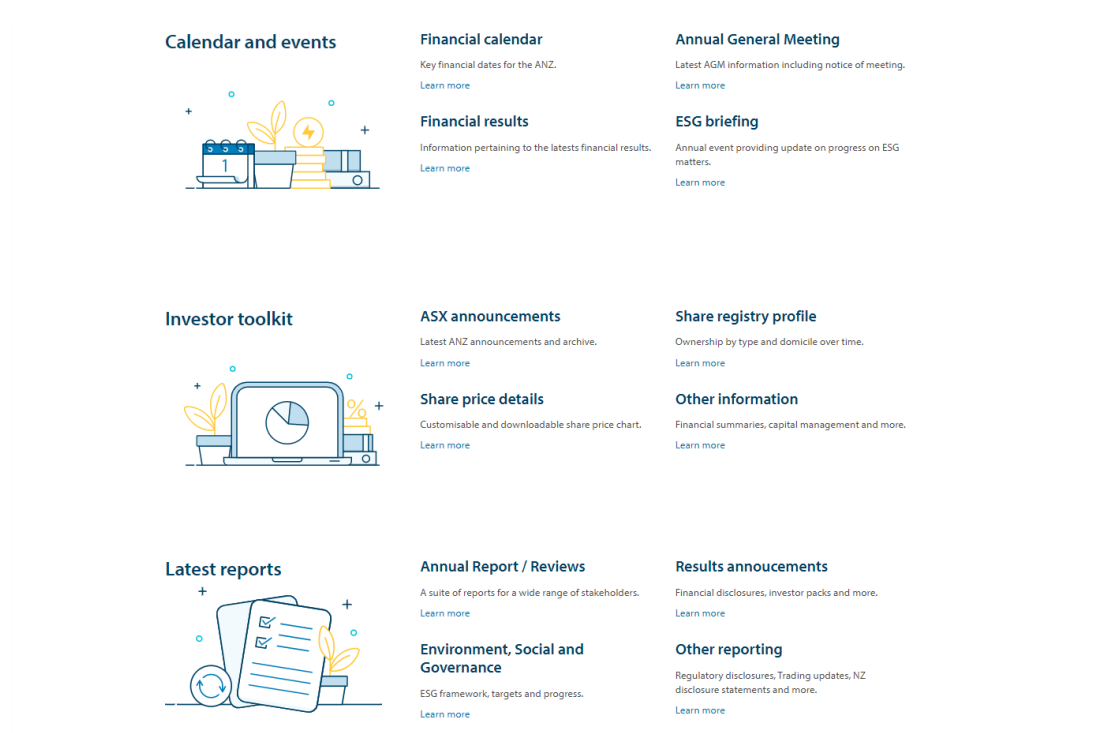 Calendar and events
Financial calendar
Key financial dates for the ANZ.
Learn more
Annual General Meeting
Latest AGM information including notice of meeting.
Learn more
Financial results
Information pertaining to the latests financial results.
Learn more
ESG briefing
Annual event providing update on progress on ESG
matters.
Learn more
1
Investor toolkit
ASX announcements
Latest ANZ announcements and archive.
Learn more
Share registry profile
Ownership by type and domicile over time.
Learn more
Share price details
Customisable and downloadable share price chart.
Learn more
Other information
Financial summaries, capital management and more.
Learn more
%
Latest reports
Annual Report / Reviews
A suite of reports for a wide range of stakeholders.
Learn more
Results annoucements
Financial disclosures, investor packs and more.
Learn more
Environment, Social and
Governance
ESG framework, targets and progress.
Learn more
Other reporting
Regulatory disclosures, Trading updates, NZ
disclosure statements and more.
Learn more